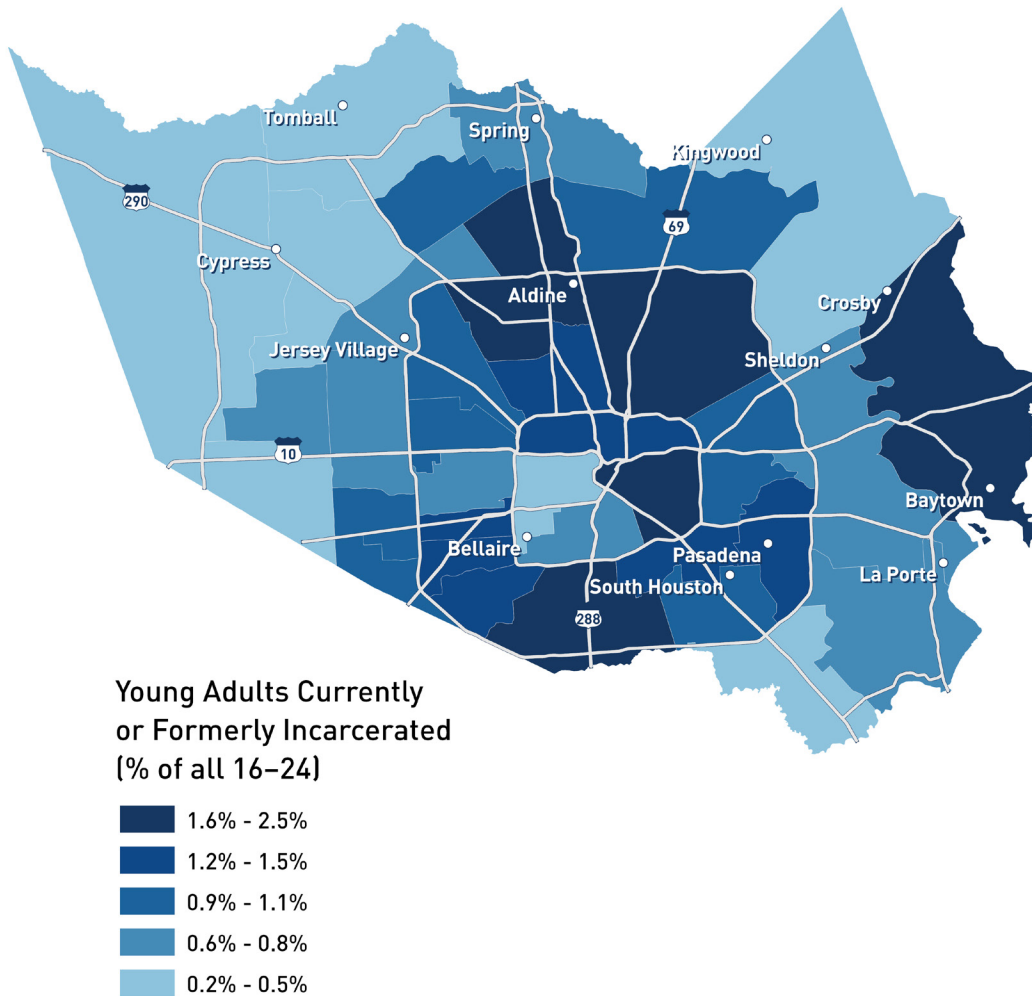 Tomball
Spring
Kingwood
290
69
Cypress
Aldine
Crosby
Jersey Village
Sheldon
10
Baytown
Bellaire
Pasadena
La Porte
South Houston
288
Young Adults Currently
or Formerly Incarcerated
(% of all 16–24)
1.6% - 2.5%
1.2% - 1.5%
0.9% - 1.1%
0.6% - 0.8%
0.2% - 0.5%